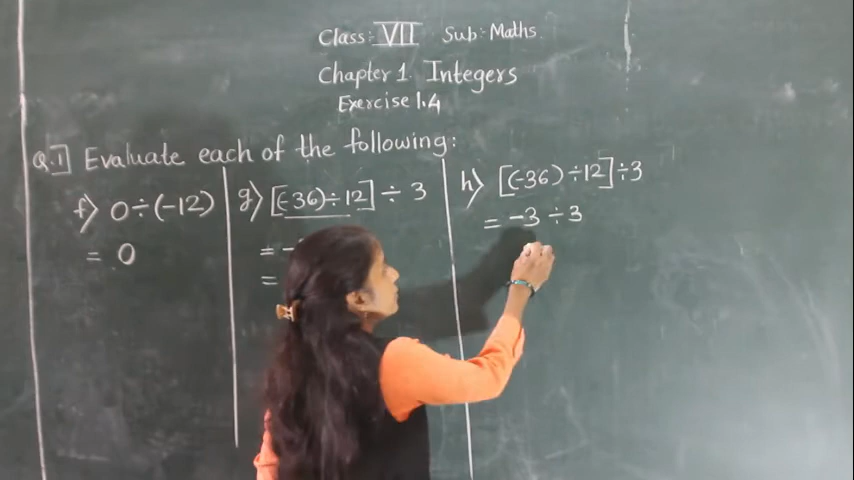 Class: VII Sub: Maths
Chapter 1. Integers
Exercise 1.4
Q.1] Evaluate each of the following:
f) 0÷(-12)
= 0
g) [(-36)÷12] ÷ 3
= -
=
h) [(-36)÷12]÷3
= -3÷3